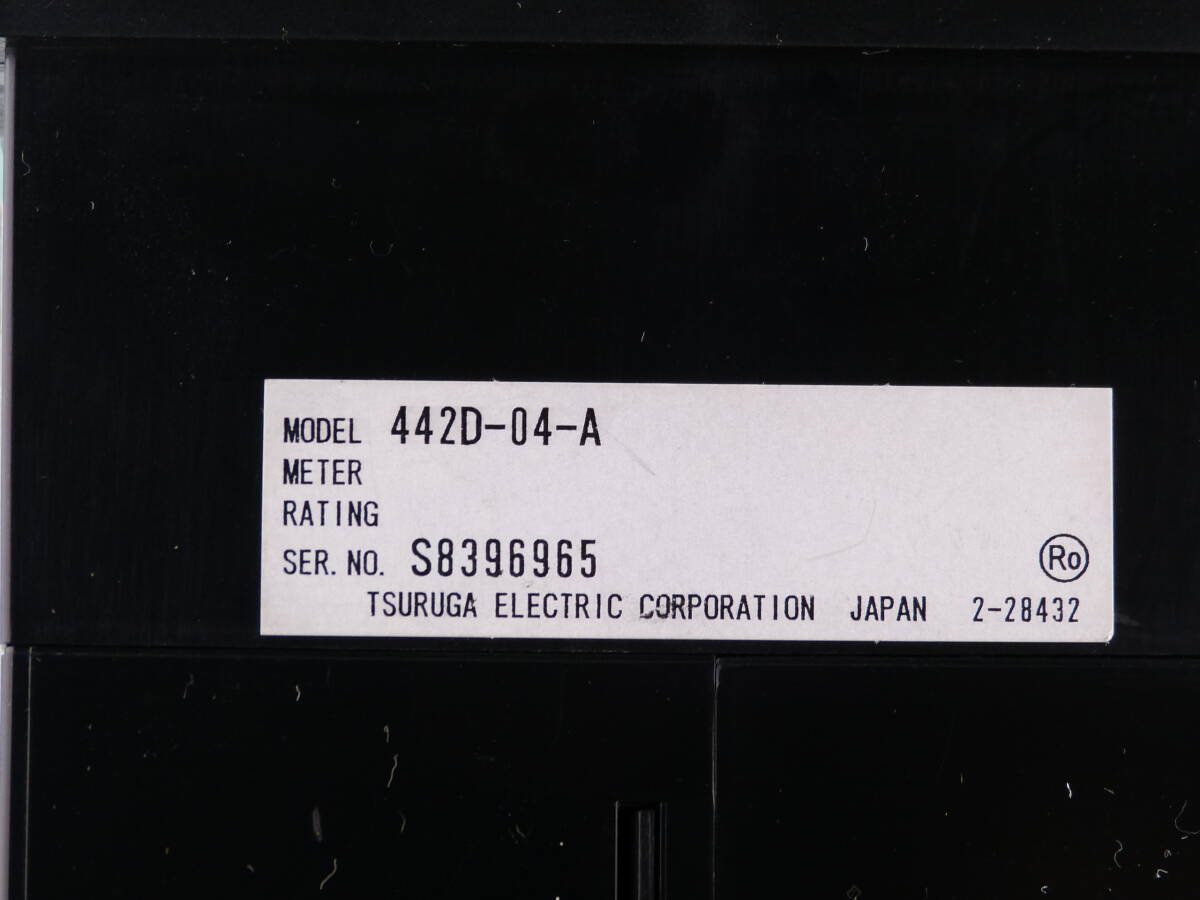 MODEL 442D-04-A
METER
RATING
SER. NO. S8396965
Ro
TSURUGA ELECTRIC CORPORATION JAPAN 2-28432